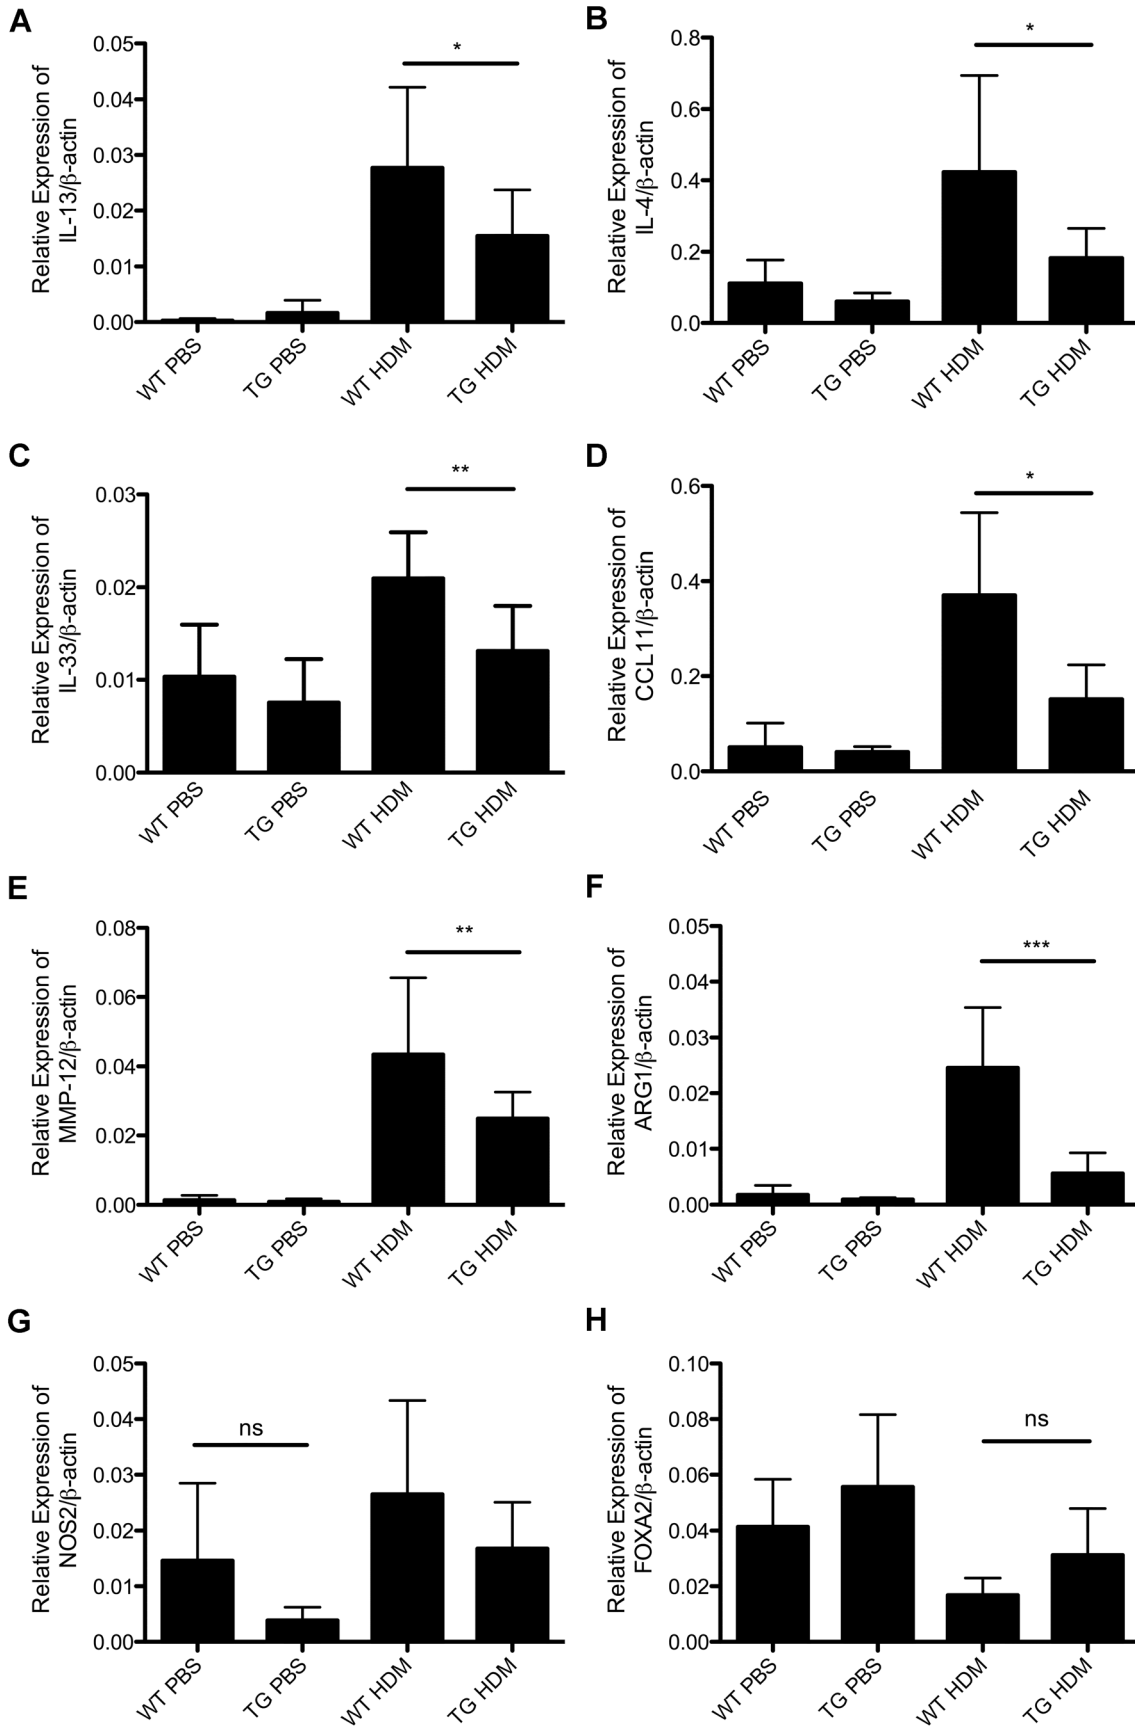 A
Relative Expression of
IL-13/β-actin
0.05
0.04
0.03
0.02
0.01
0.00
*
WT PBS
TG PBS
WT HDM
TG HDM
B
Relative Expression of
IL-4/β-actin
0.8
0.6
0.4
0.2
0.0
*
WT PBS
TG PBS
WT HDM
TG HDM
C
Relative Expression of
IL-33/β-actin
0.03
0.02
0.01
0.00
**
WT PBS
TG PBS
WT HDM
TG HDM
D
Relative Expression of
CCL11/β-actin
0.6
0.4
0.2
0.0
*
WT PBS
TG PBS
WT HDM
TG HDM
E
Relative Expression of
MMP-12/β-actin
0.08
0.06
0.04
0.02
0.00
**
WT PBS
TG PBS
WT HDM
TG HDM
F
Relative Expression of
ARG1/β-actin
0.05
0.04
0.03
0.02
0.01
0.00
***
WT PBS
TG PBS
WT HDM
TG HDM
G
Relative Expression of
NOS2/β-actin
0.05
0.04
0.03
0.02
0.01
0.00
ns
WT PBS
TG PBS
WT HDM
TG HDM
H
Relative Expression of
FOXA2/β-actin
0.10
0.08
0.06
0.04
0.02
0.00
ns
WT PBS
TG PBS
WT HDM
TG HDM